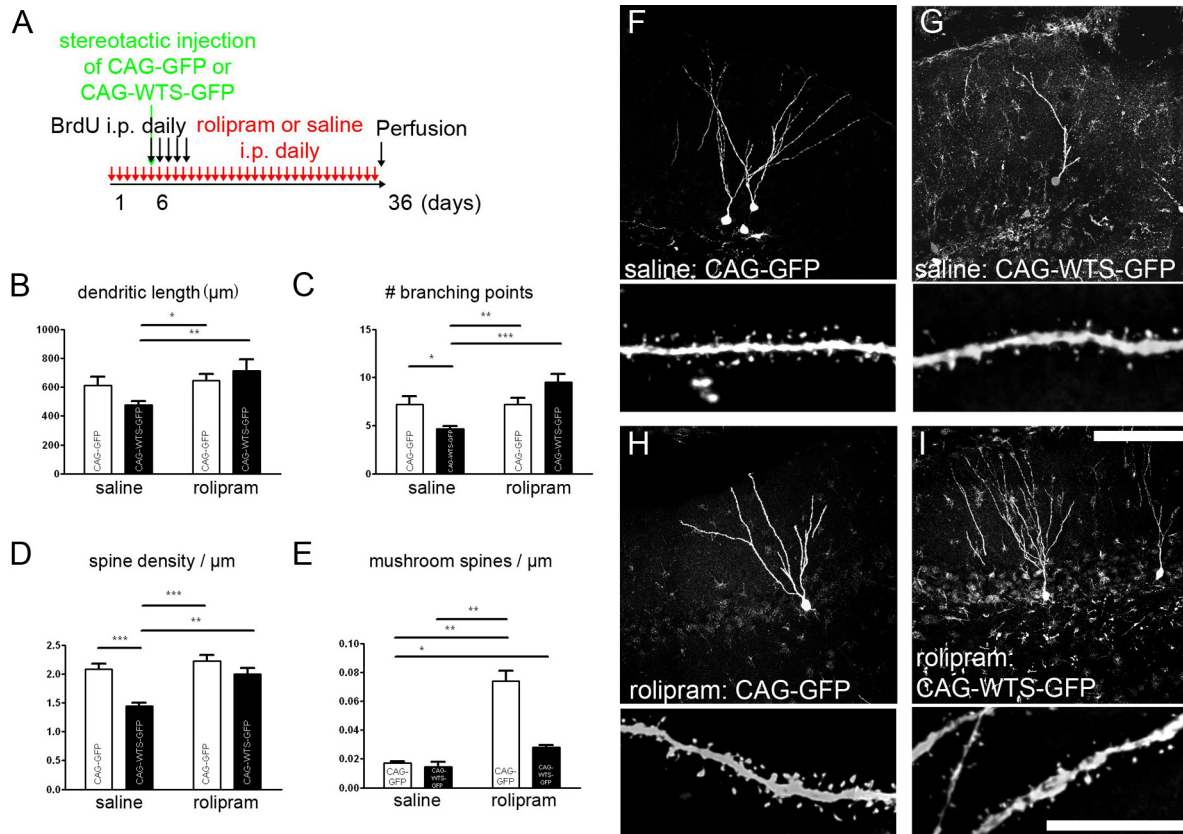 A
stereotactic injection
of CAG-GFP or
CAG-WTS-GFP
BrdU i.p. daily
rolipram or saline
i.p. daily
Perfusion
1
6
36 (days)
B
dendritic length (µm)
*
**
1000
800
600
400
200
0
CAG-GFP
CAG-WTS-GFP
CAG-GFP
CAG-WTS-GFP
saline
rolipram
C
# branching points
**
***
*
15
10
5
0
CAG-GFP
CAG-WTS-GFP
CAG-GFP
CAG-WTS-GFP
saline
rolipram
D
spine density / µm
***
**
***
2.5
2.0
1.5
1.0
0.5
0.0
CAG-GFP
CAG-WTS-GFP
CAG-GFP
CAG-WTS-GFP
saline
rolipram
E
mushroom spines / µm
**
**
*
0.10
0.08
0.06
0.04
0.02
0.00
CAG-
GFP
CAG-
WTS-
GFP
CAG-
GFP
CAG-
WTS-
GFP
saline
rolipram
F
saline: CAG-GFP
G
saline: CAG-WTS-GFP
H
rolipram: CAG-GFP
I
rolipram:
CAG-WTS-GFP